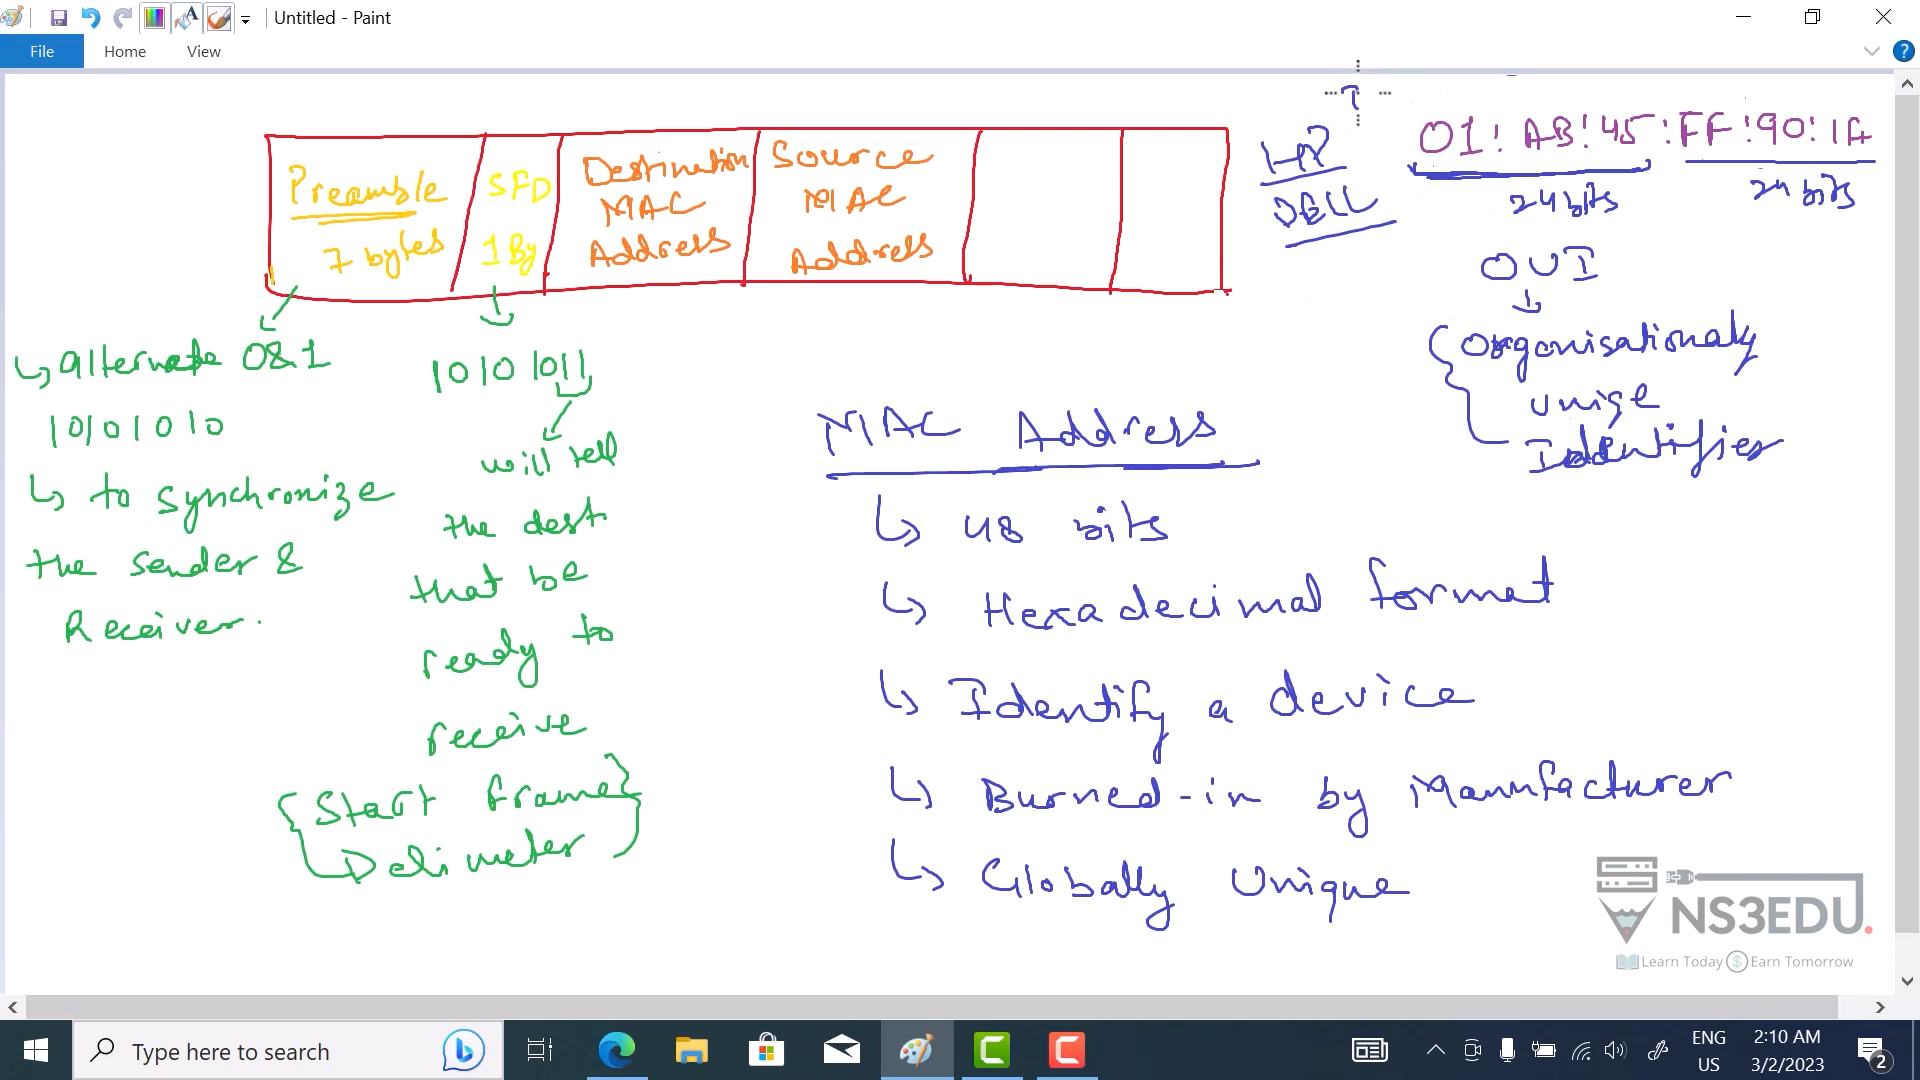 Untitled - Paint
File
Home
View
Preamble
7 bytes
SFD
1 By
Destination
MAC
Address
Source
MAC
Address
HP
DELL
01:AB:45:FF:90:1A
24 bits
24 bits
OUI
Organisationaly
Uniqe
Identifier
alternate 0&1
10101010
to synchronize
the sender &
Receiver.
1010 1011
will tell
the dest.
that be
ready to
receive
{Start frame}
Delimeter
MAC Address
48 bits
Hexadecimal format
Identify a device
Burned-in by Manufacturer
Globally Unique
NS3EDU.
Learn Today $ Earn Tomorrow
Type here to search
ENG
US
2:10 AM
3/2/2023
2